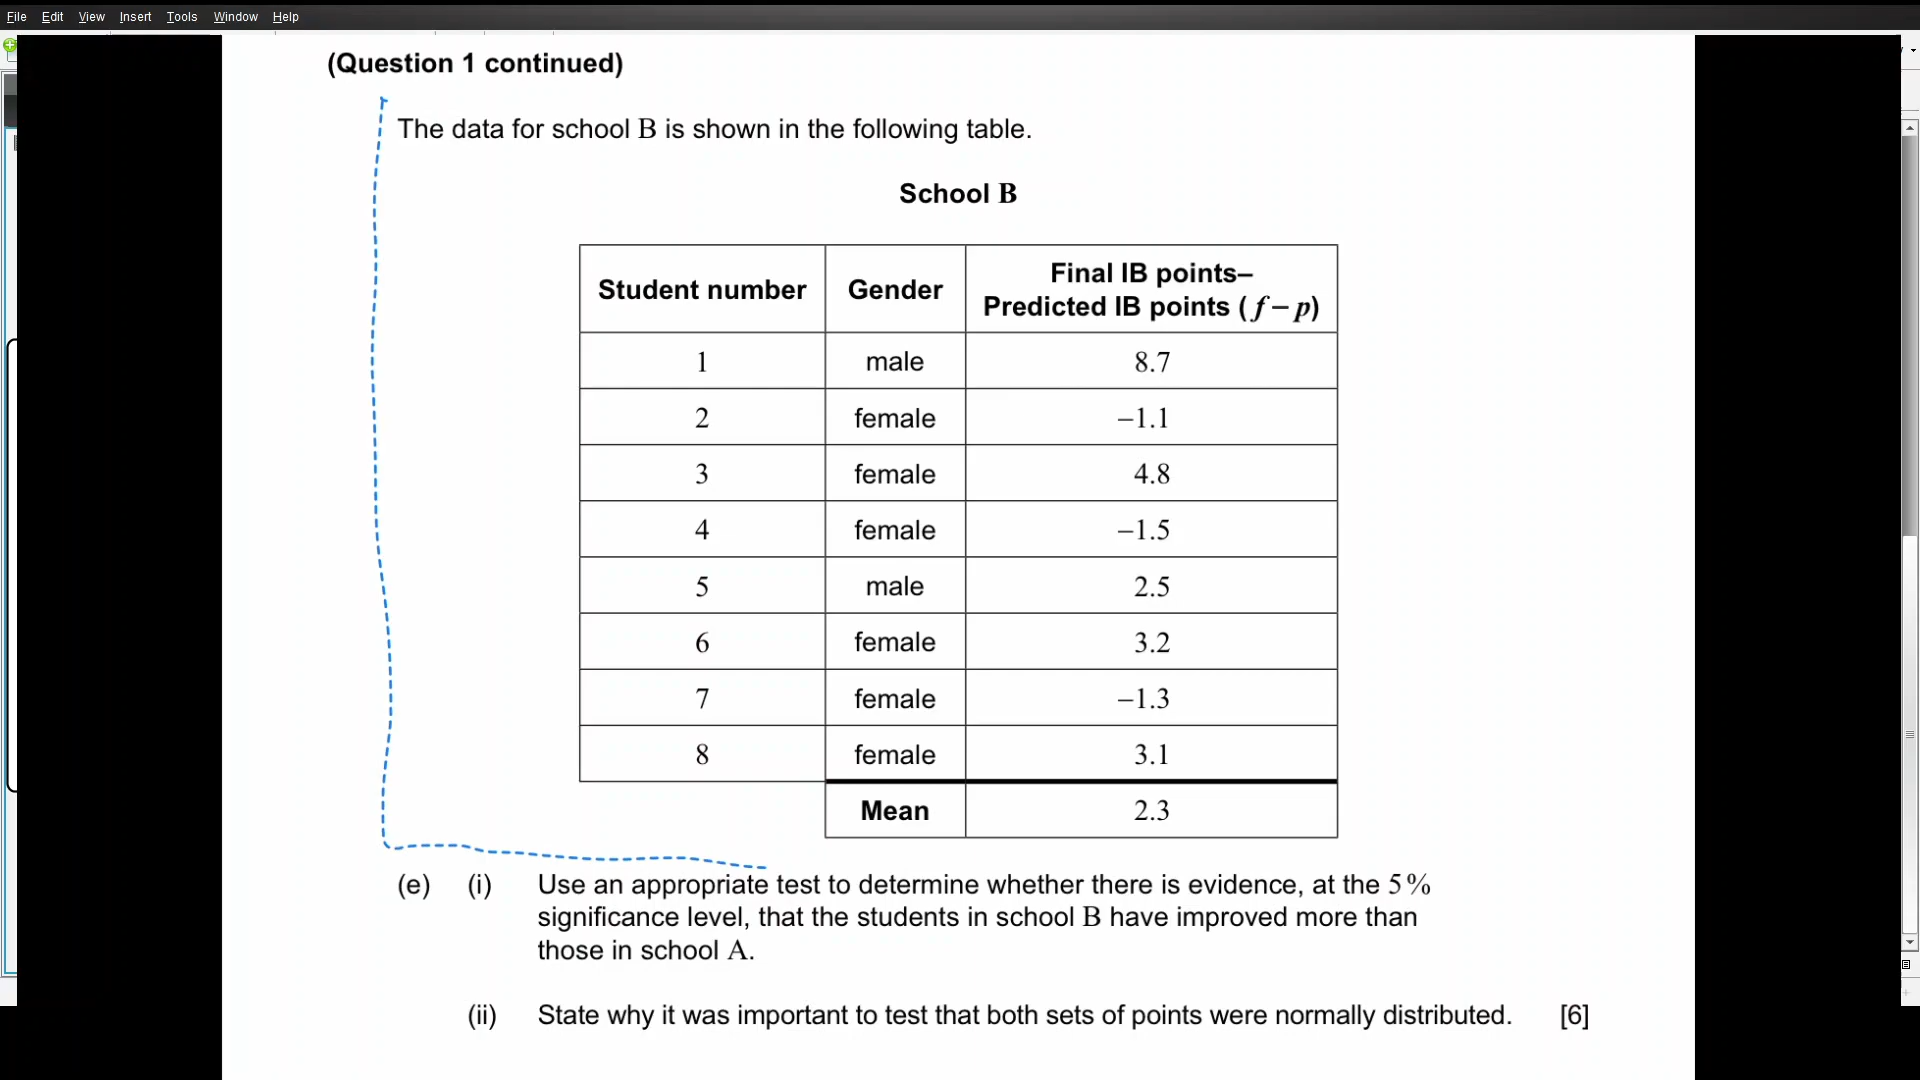 File Edit View Insert Tools Window Help
(Question 1 continued)
The data for school B is shown in the following table.
School B
Student number Gender Final IB points–
Predicted IB points (f – p)
1 male 8.7
2 female –1.1
3 female 4.8
4 female –1.5
5 male 2.5
6 female 3.2
7 female –1.3
8 female 3.1
Mean 2.3
(e) (i) Use an appropriate test to determine whether there is evidence, at the 5%
significance level, that the students in school B have improved more than
those in school A.
(ii) State why it was important to test that both sets of points were normally distributed. [6]